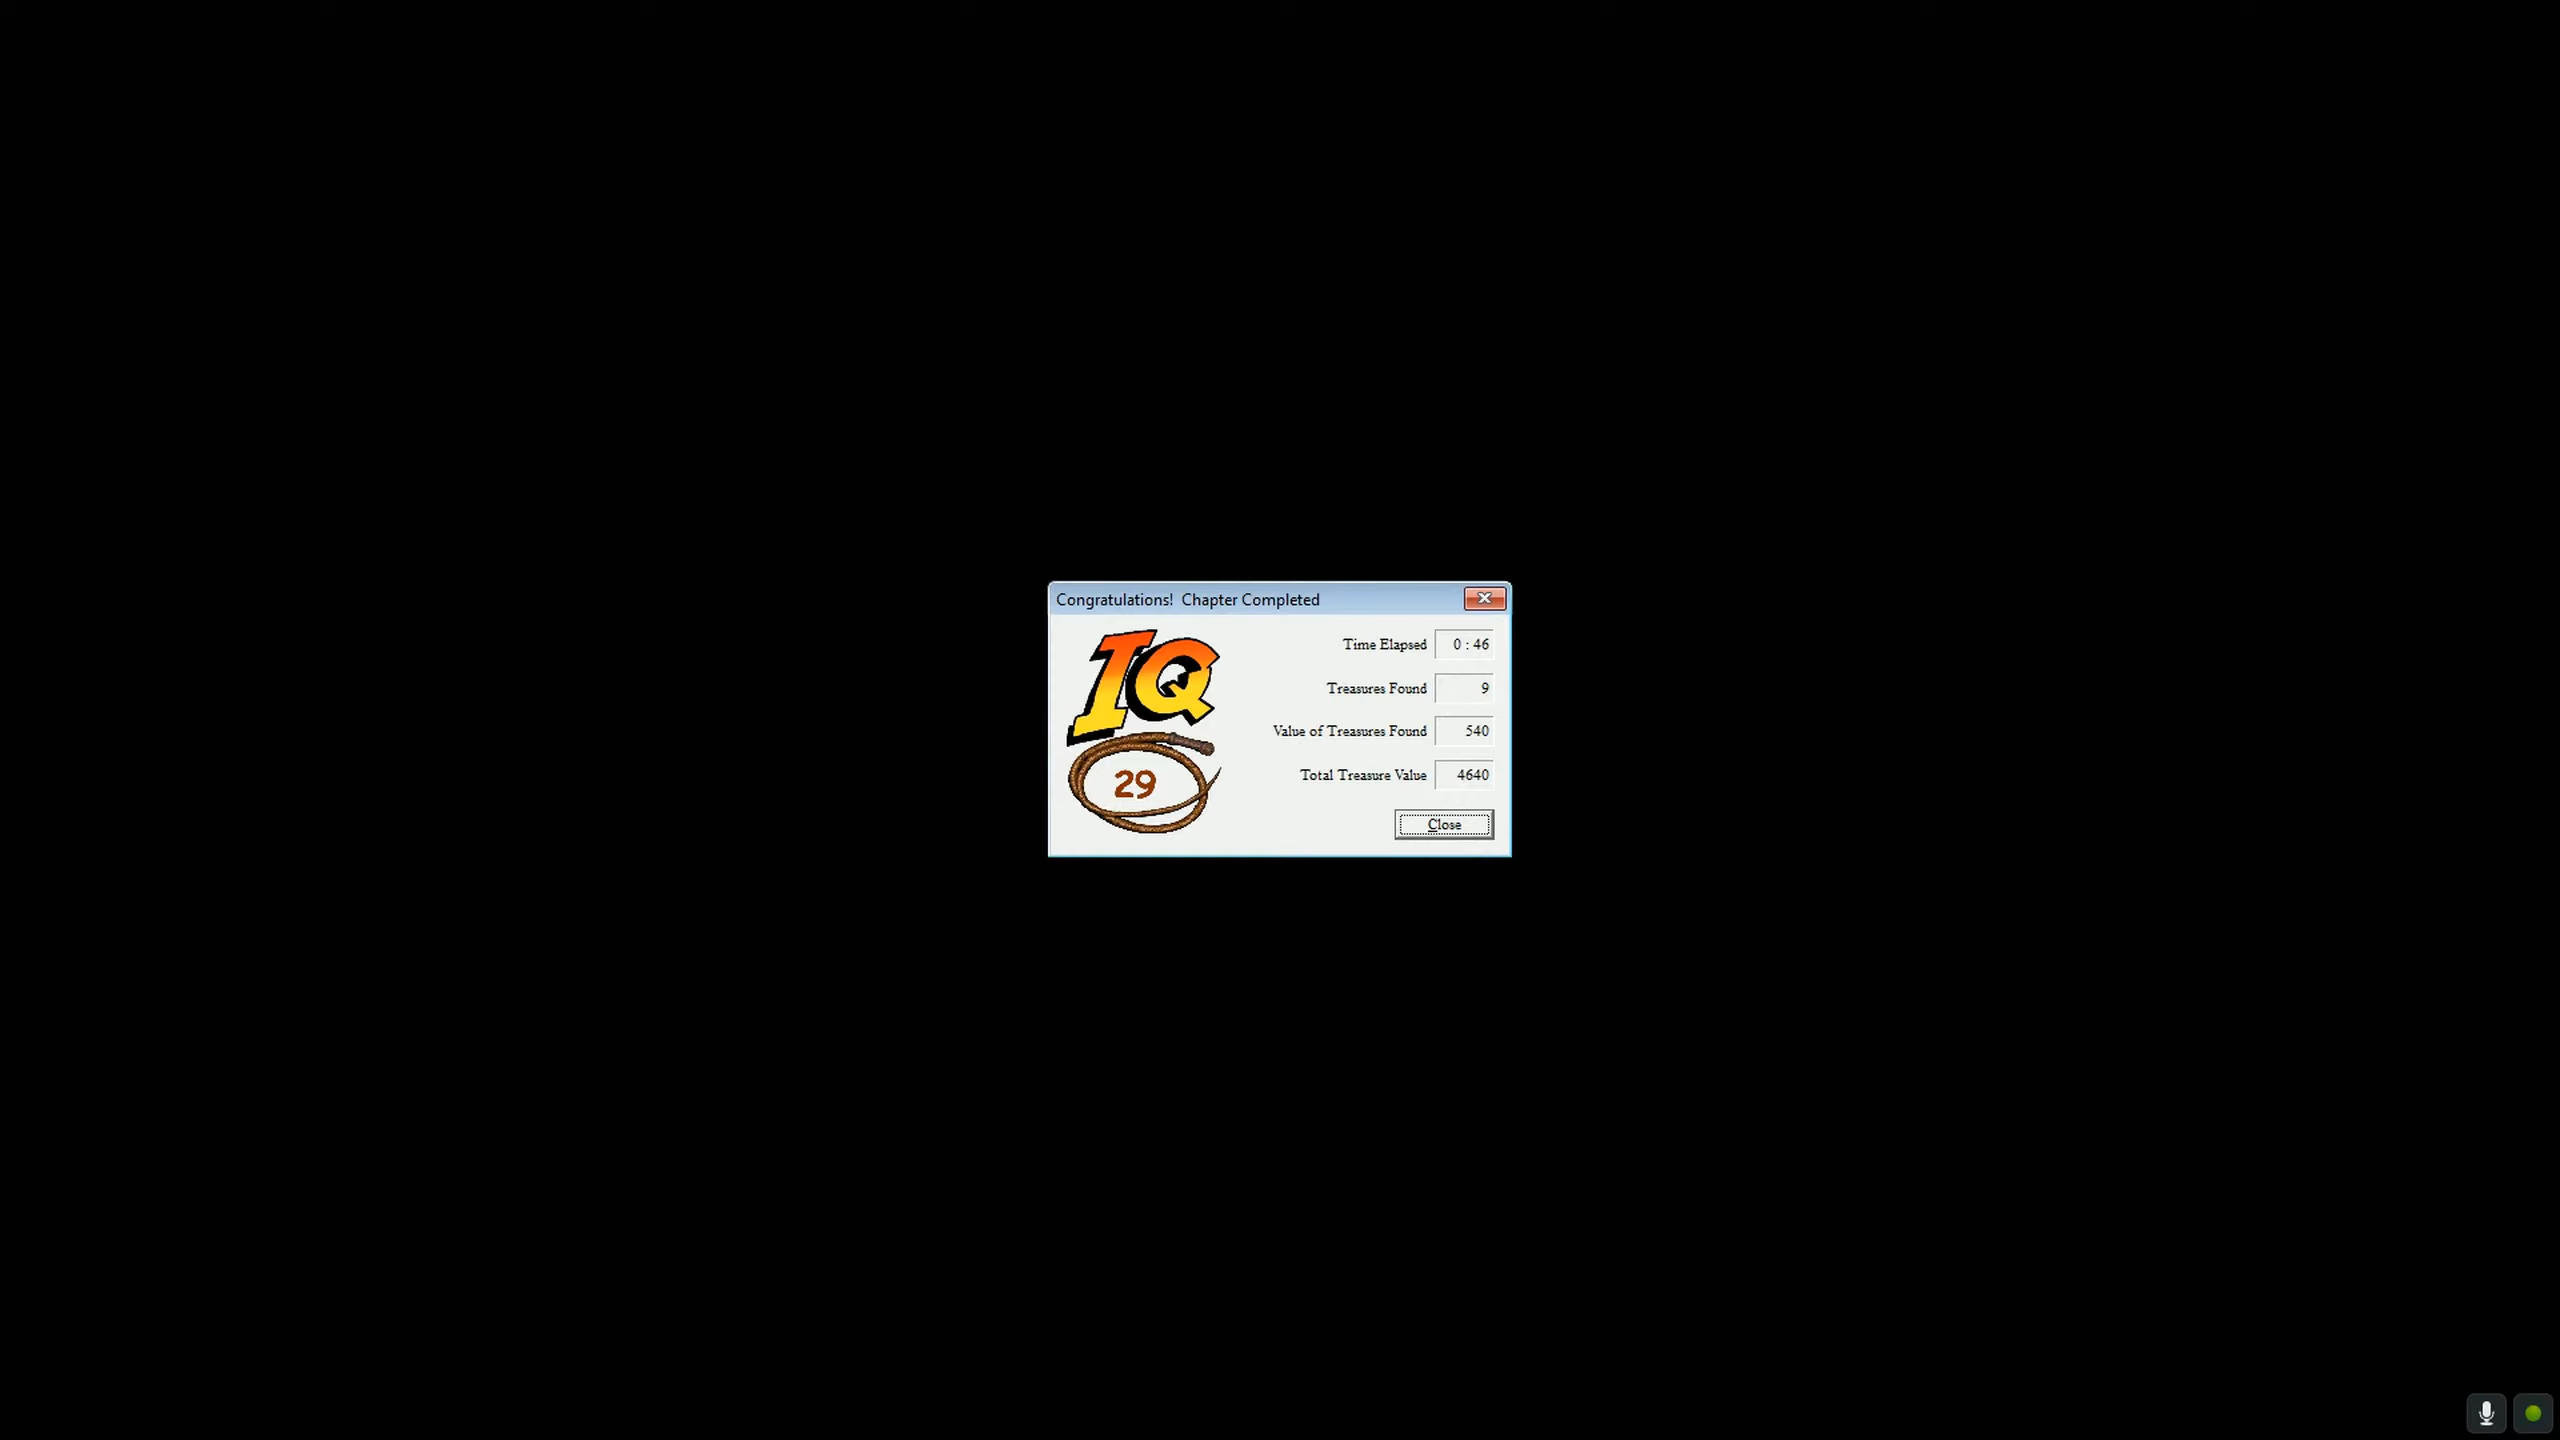 Congratulations!  Chapter Completed
IQ
29
Time Elapsed 0 : 46
Treasures Found 9
Value of Treasures Found 540
Total Treasure Value 4640
Close